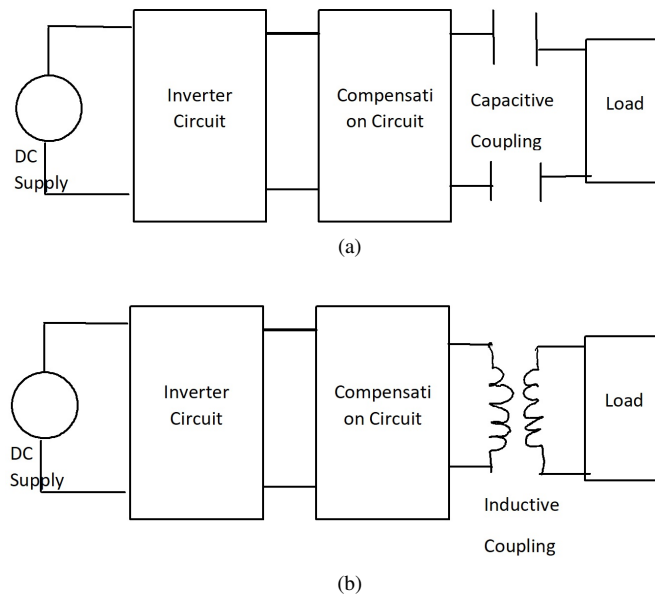 Inverter
Circuit
Compensati
on Circuit
Capacitive
Coupling
Load
DC
Supply
(a)
Inverter
Circuit
Compensati
on Circuit
Load
DC
Supply
Inductive
Coupling
(b)